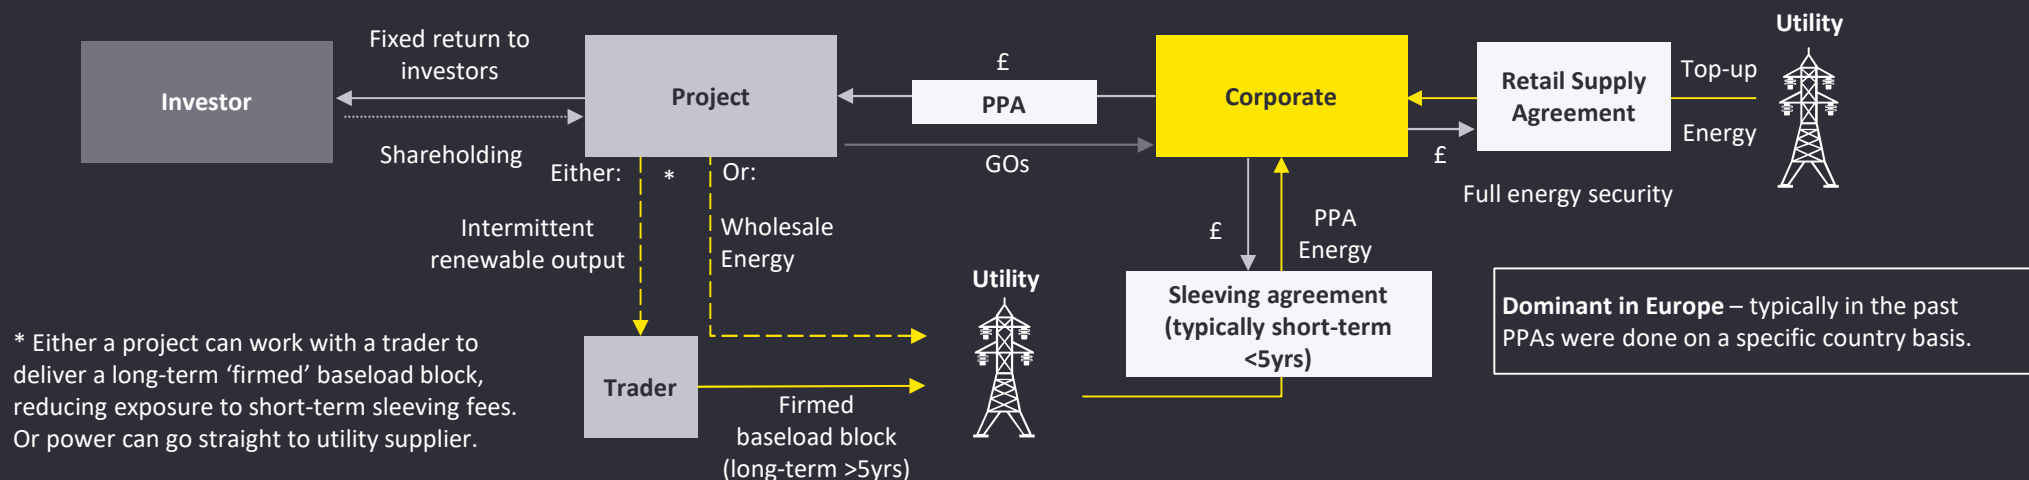 Utility
Fixed return to
investors
£
Investor
Project
PPA
Corporate
Retail Supply
Agreement
Top-up
Energy
Shareholding
GOs
£
Full energy security
Either:
*
Or:
Intermittent
renewable output
Wholesale
Energy
£
PPA
Energy
Utility
Sleeving agreement
(typically short-term
<5yrs)
Dominant in Europe – typically in the past
PPAs were done on a specific country basis.
* Either a project can work with a trader to
deliver a long-term ‘firmed’ baseload block,
reducing exposure to short-term sleeving fees.
Or power can go straight to utility supplier.
Trader
Firmed
baseload block
(long-term >5yrs)